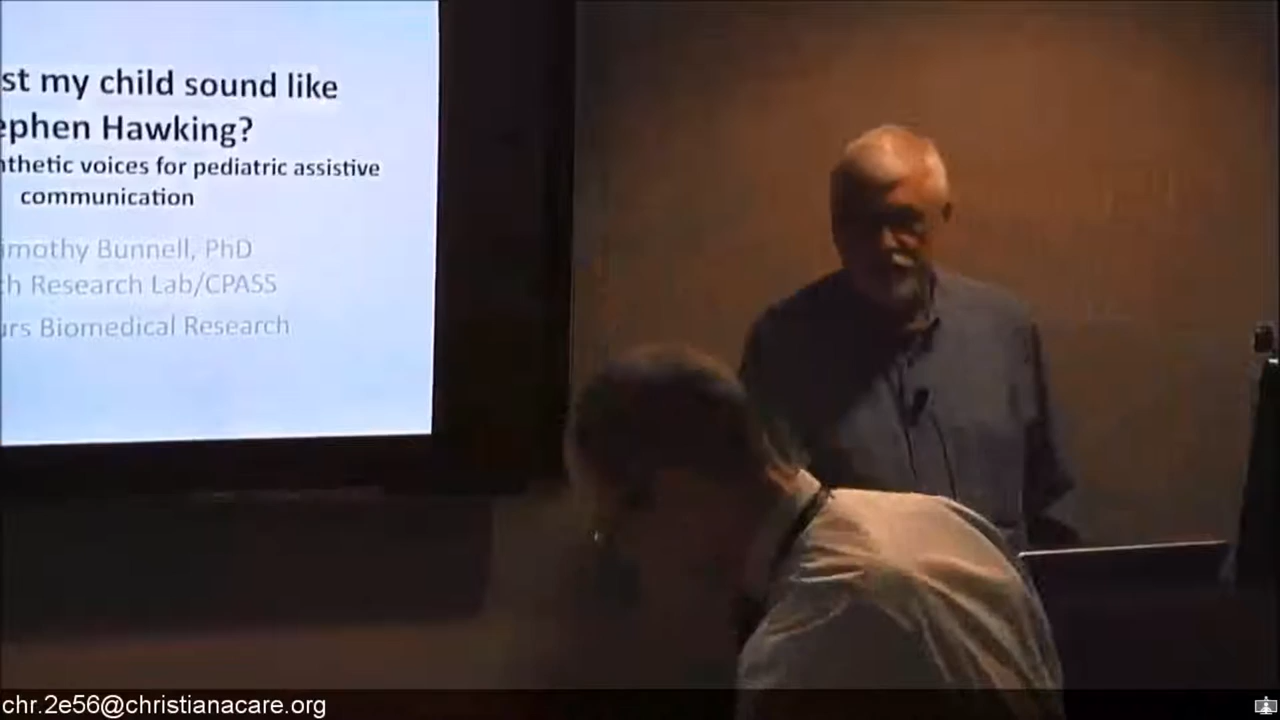 st my child sound like
ephen Hawking?
nthetic voices for pediatric assistive
communication
imothy Bunnell, PhD
h Research Lab/CPASS
urs Biomedical Research
chr.2e56@christianacare.org